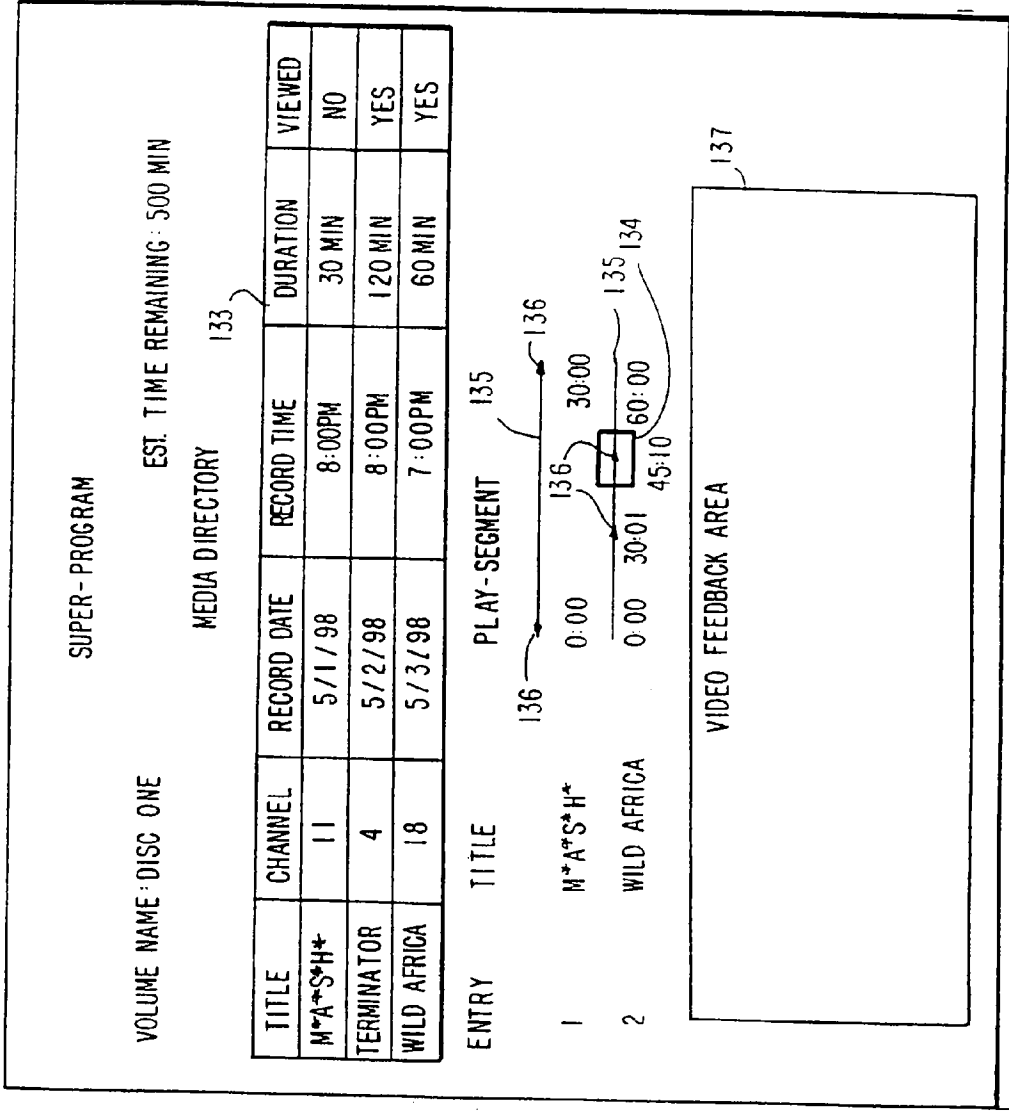 SUPER-PROGRAM
VOLUME NAME: DISC ONE EST. TIME REMAINING: 500 MIN
MEDIA DIRECTORY
133
TITLE CHANNEL RECORD DATE RECORD TIME DURATION VIEWED
M*A*S*H* 11 5/1/98 8:00PM 30 MIN NO
TERMINATOR 4 5/2/98 8:00PM 120 MIN YES
WILD AFRICA 18 5/3/98 7:00PM 60 MIN YES
ENTRY TITLE PLAY-SEGMENT 135
136 136
1 M*A*S*H* 0:00 30:00
136 135 134
2 WILD AFRICA 0:00 30:01 60:00
45:10
137
VIDEO FEEDBACK AREA